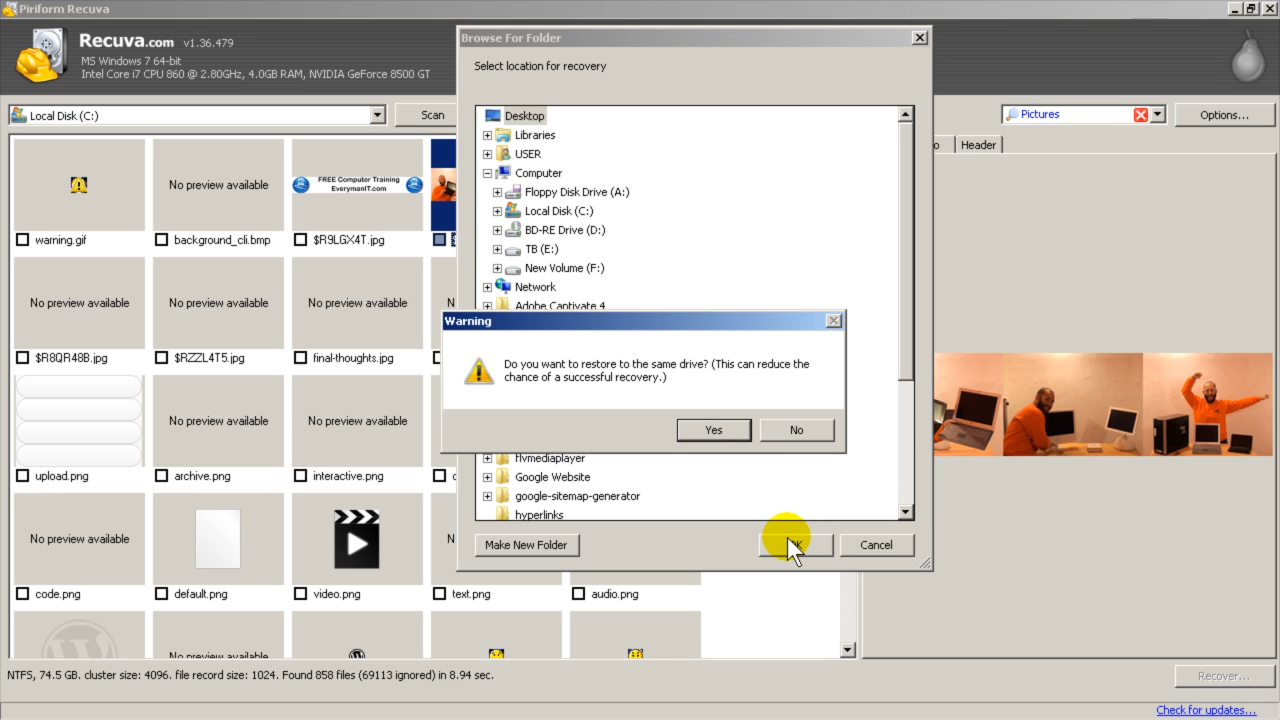 Piriform Recuva
Recuva.com v1.36.479
MS Windows 7 64-bit
Intel Core i7 CPU 860 @ 2.80GHz, 4.0GB RAM, NVIDIA GeForce 8500 GT
Local Disk (C:)
Scan
Pictures
Options...
Header
Browse For Folder
Select location for recovery
Desktop
Libraries
USER
Computer
Floppy Disk Drive (A:)
Local Disk (C:)
BD-RE Drive (D:)
TB (E:)
New Volume (F:)
Network
Adobe Captivate 4
Warning
Do you want to restore to the same drive? (This can reduce the
chance of a successful recovery.)
Yes
No
flvmediaplayer
Google Website
google-sitemap-generator
hyperlinks
Make New Folder
Cancel
No preview available
FREE Computer Training
EverymanIT.com
warning.gif
background_cli.bmp
$R9LGX4T.jpg
No preview available
No preview available
No preview available
$R8QR48B.jpg
$RZZL4T5.jpg
final-thoughts.jpg
No preview available
No preview available
upload.png
archive.png
interactive.png
No preview available
code.png
default.png
video.png
text.png
audio.png
No preview available
NTFS, 74.5 GB. cluster size: 4096. file record size: 1024. Found 858 files (69113 ignored) in 8.94 sec.
Recover...
Check for updates...